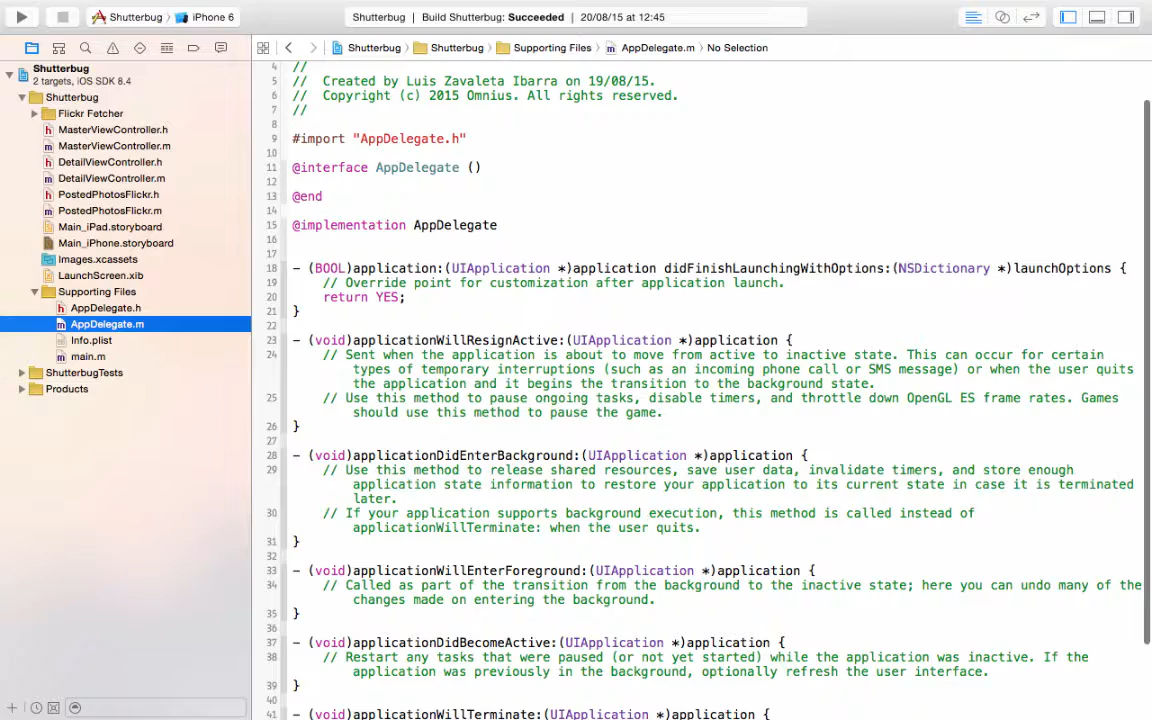 Shutterbug iPhone 6
Shutterbug | Build Shutterbug: Succeeded | 20/08/15 at 12:45
Shutterbug Shutterbug Supporting Files AppDelegate.m No Selection
Shutterbug
2 targets, iOS SDK 8.4
Shutterbug
Flickr Fetcher
MasterViewController.h
MasterViewController.m
DetailViewController.h
DetailViewController.m
PostedPhotosFlickr.h
PostedPhotosFlickr.m
Main_iPad.storyboard
Main_iPhone.storyboard
Images.xcassets
LaunchScreen.xib
Supporting Files
AppDelegate.h
AppDelegate.m
Info.plist
main.m
ShutterbugTests
Products
4 //
5 //  Created by Luis Zavaleta Ibarra on 19/08/15.
6 //  Copyright (c) 2015 Omnius. All rights reserved.
7 //
8
9 #import "AppDelegate.h"
10
11 @interface AppDelegate ()
12
13 @end
14
15 @implementation AppDelegate
16
17
18 - (BOOL)application:(UIApplication *)application didFinishLaunchingWithOptions:(NSDictionary *)launchOptions {
19 // Override point for customization after application launch.
20 return YES;
21 }
22
23 - (void)applicationWillResignActive:(UIApplication *)application {
24 // Sent when the application is about to move from active to inactive state. This can occur for certain
types of temporary interruptions (such as an incoming phone call or SMS message) or when the user quits
the application and it begins the transition to the background state.
25 // Use this method to pause ongoing tasks, disable timers, and throttle down OpenGL ES frame rates. Games
should use this method to pause the game.
26 }
27
28 - (void)applicationDidEnterBackground:(UIApplication *)application {
29 // Use this method to release shared resources, save user data, invalidate timers, and store enough
application state information to restore your application to its current state in case it is terminated
later.
30 // If your application supports background execution, this method is called instead of
applicationWillTerminate: when the user quits.
31 }
32
33 - (void)applicationWillEnterForeground:(UIApplication *)application {
34 // Called as part of the transition from the background to the inactive state; here you can undo many of the
changes made on entering the background.
35 }
36
37 - (void)applicationDidBecomeActive:(UIApplication *)application {
38 // Restart any tasks that were paused (or not yet started) while the application was inactive. If the
application was previously in the background, optionally refresh the user interface.
39 }
40
41 - (void)applicationWillTerminate:(UIApplication *)application {